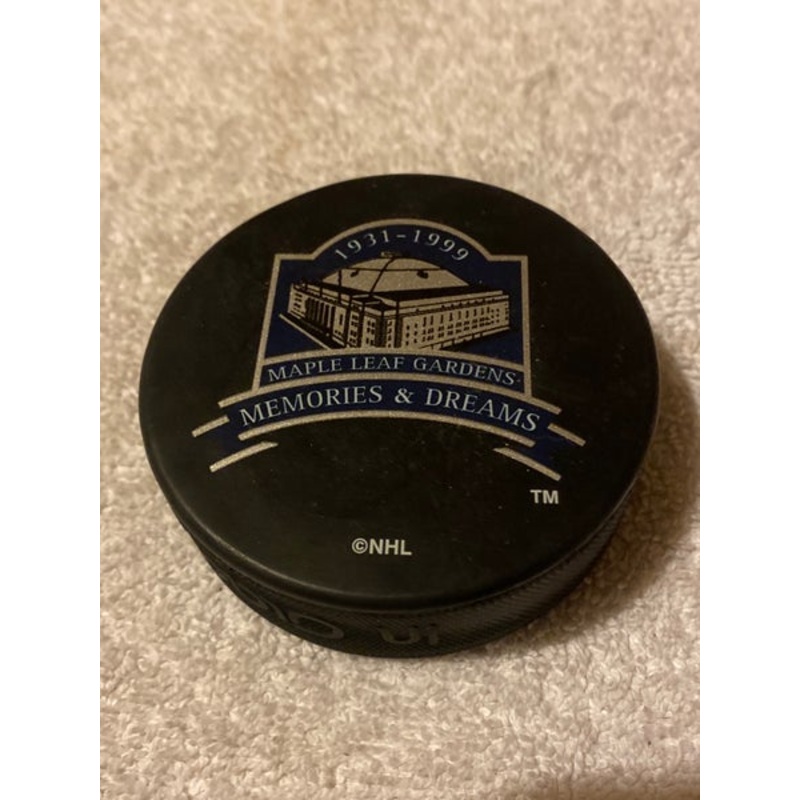 1931-1999
MAPLE LEAF GARDENS
MEMORIES & DREAMS
TM
©NHL